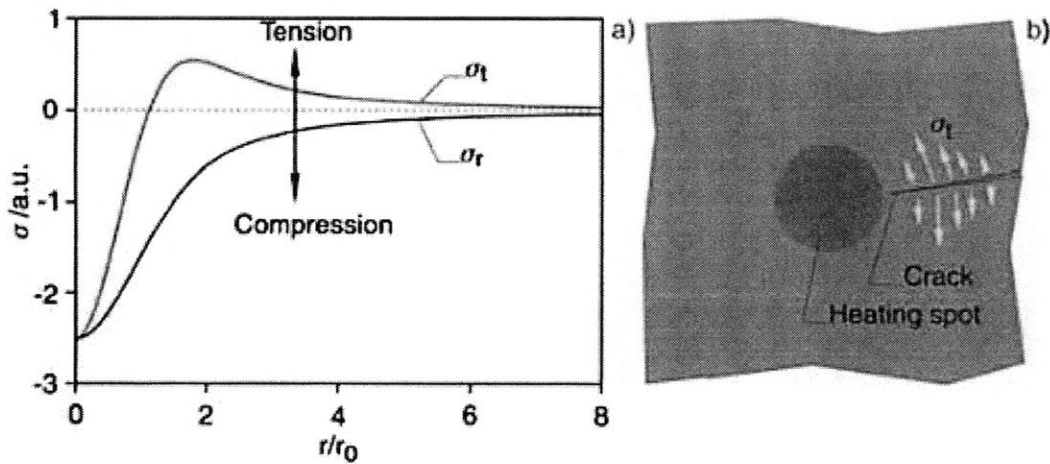 1
0
-1
-2
-3
σ /a.u.
0
2
4
6
8
r/r₀
Tension
σt
σr
Compression
a)
b)
σt
Crack
Heating spot